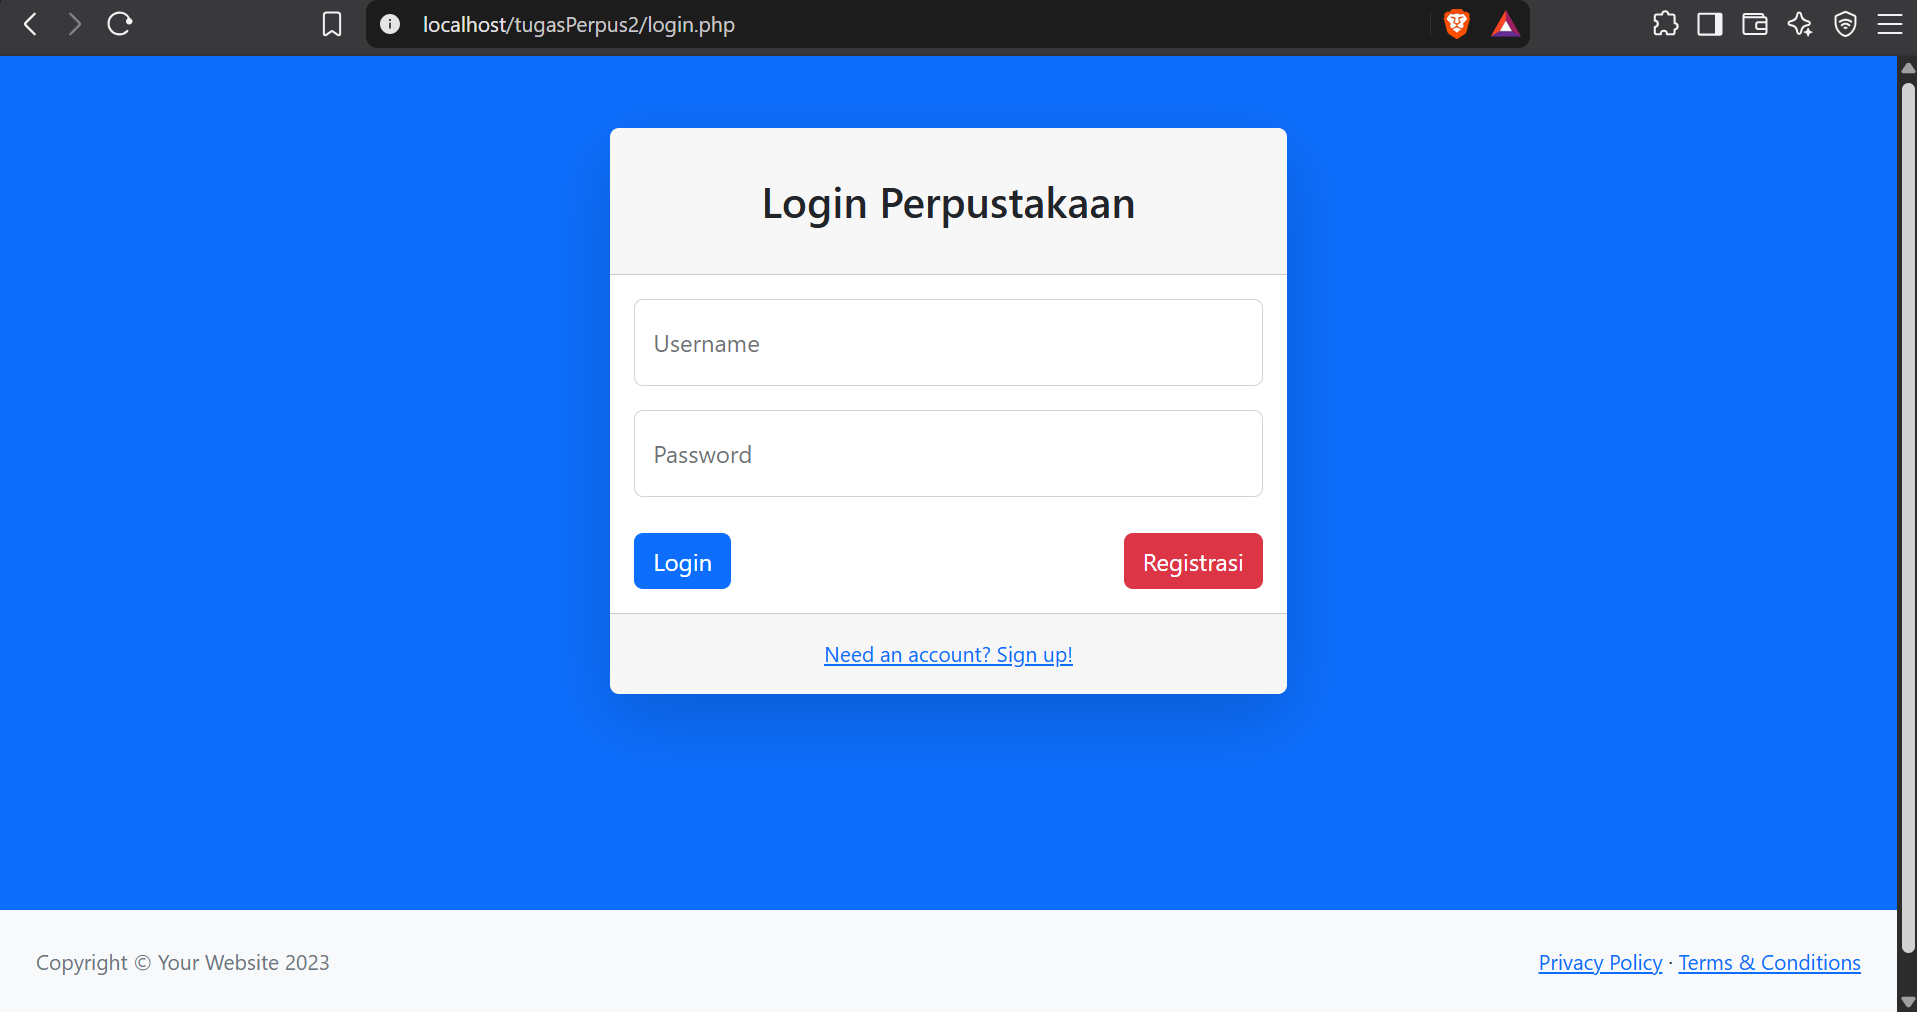 localhost/tugasPerpus2/login.php
Login Perpustakaan
Username
Password
Login Registrasi
Need an account? Sign up!
Copyright © Your Website 2023 Privacy Policy · Terms & Conditions